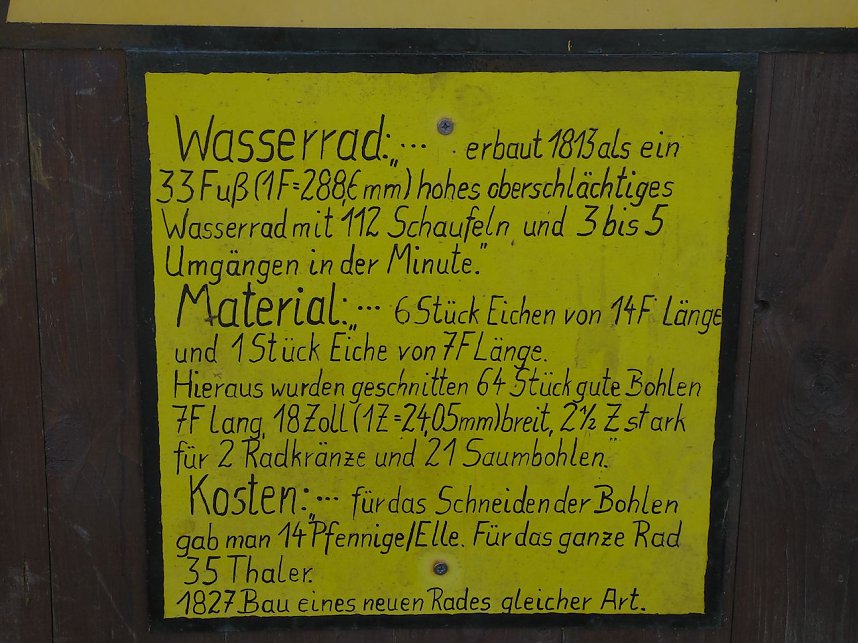 Wasserrad:„... erbaut 1813 als ein
33 Fuß (1F=288,6 mm) hohes oberschlächtiges
Wasserrad mit 112 Schaufeln und 3 bis 5
Umgängen in der Minute."
Material:„... 6 Stück Eichen von 14F Länge
und 1 Stück Eiche von 7F Länge.
Hieraus wurden geschnitten 64 Stück gute Bohlen
7F lang, 18 Zoll (1Z=24,05mm) breit, 2½ Z stark
für 2 Radkränze und 21 Saumbohlen."
Kosten:„... für das Schneiden der Bohlen
gab man 14 Pfennige/Elle. Für das ganze Rad
35 Thaler.
1827 Bau eines neuen Rades gleicher Art.